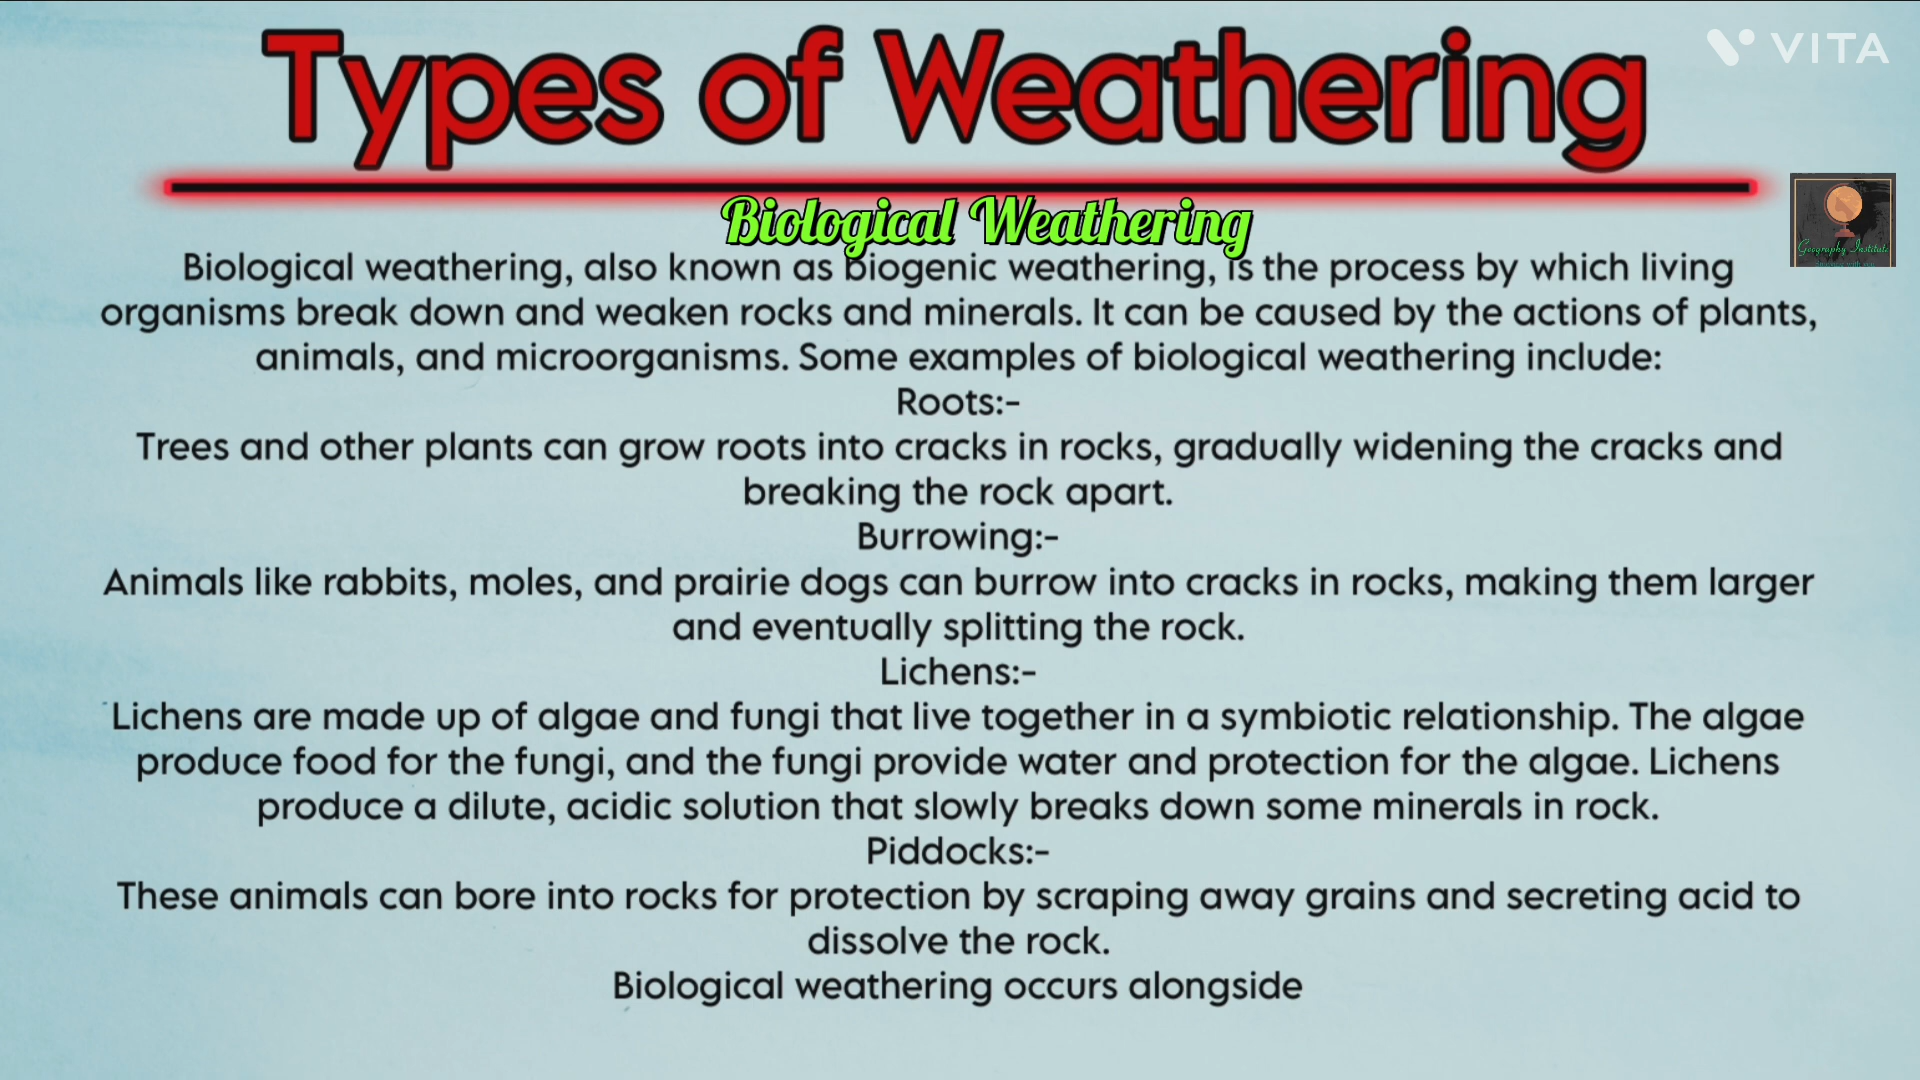 Types of Weathering
VITA
Biological Weathering
Geography Institute
Biological weathering, also known as biogenic weathering, is the process by which living
organisms break down and weaken rocks and minerals. It can be caused by the actions of plants,
animals, and microorganisms. Some examples of biological weathering include:
Roots:-
Trees and other plants can grow roots into cracks in rocks, gradually widening the cracks and
breaking the rock apart.
Burrowing:-
Animals like rabbits, moles, and prairie dogs can burrow into cracks in rocks, making them larger
and eventually splitting the rock.
Lichens:-
Lichens are made up of algae and fungi that live together in a symbiotic relationship. The algae
produce food for the fungi, and the fungi provide water and protection for the algae. Lichens
produce a dilute, acidic solution that slowly breaks down some minerals in rock.
Piddocks:-
These animals can bore into rocks for protection by scraping away grains and secreting acid to
dissolve the rock.
Biological weathering occurs alongside